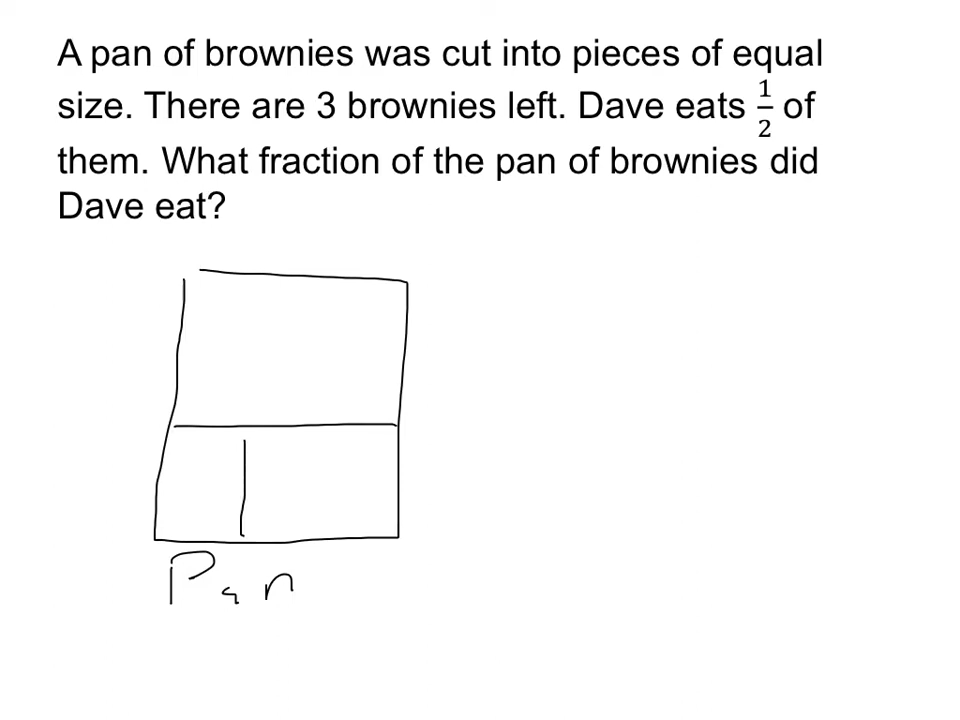 A pan of brownies was cut into pieces of equal
size. There are 3 brownies left. Dave eats 1/2 of
them. What fraction of the pan of brownies did
Dave eat?
Pan